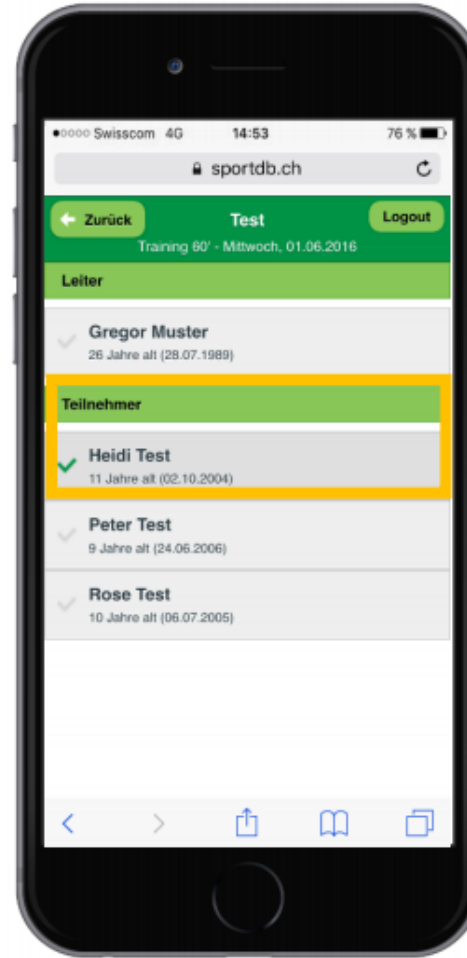 Swisscom 4G 14:53 76 %
sportdb.ch
Zurück Test Logout
Training 60' - Mittwoch, 01.06.2016
Leiter
Gregor Muster
26 Jahre alt (28.07.1989)
Teilnehmer
Heidi Test
11 Jahre alt (02.10.2004)
Peter Test
9 Jahre alt (24.06.2006)
Rose Test
10 Jahre alt (06.07.2005)